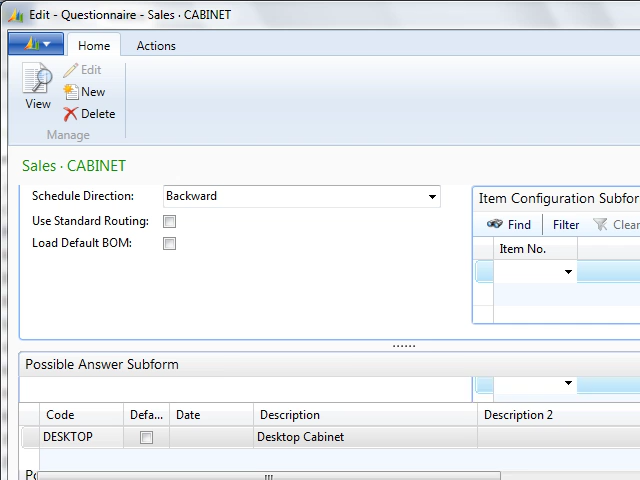 Edit - Questionnaire - Sales · CABINET
Home Actions
Edit
View New
Delete
Manage
Sales · CABINET
Schedule Direction: Backward
Use Standard Routing:
Load Default BOM:
Item Configuration Subfor
Find Filter Clear
Item No.
Possible Answer Subform
Code Defa... Date Description Description 2
DESKTOP Desktop Cabinet